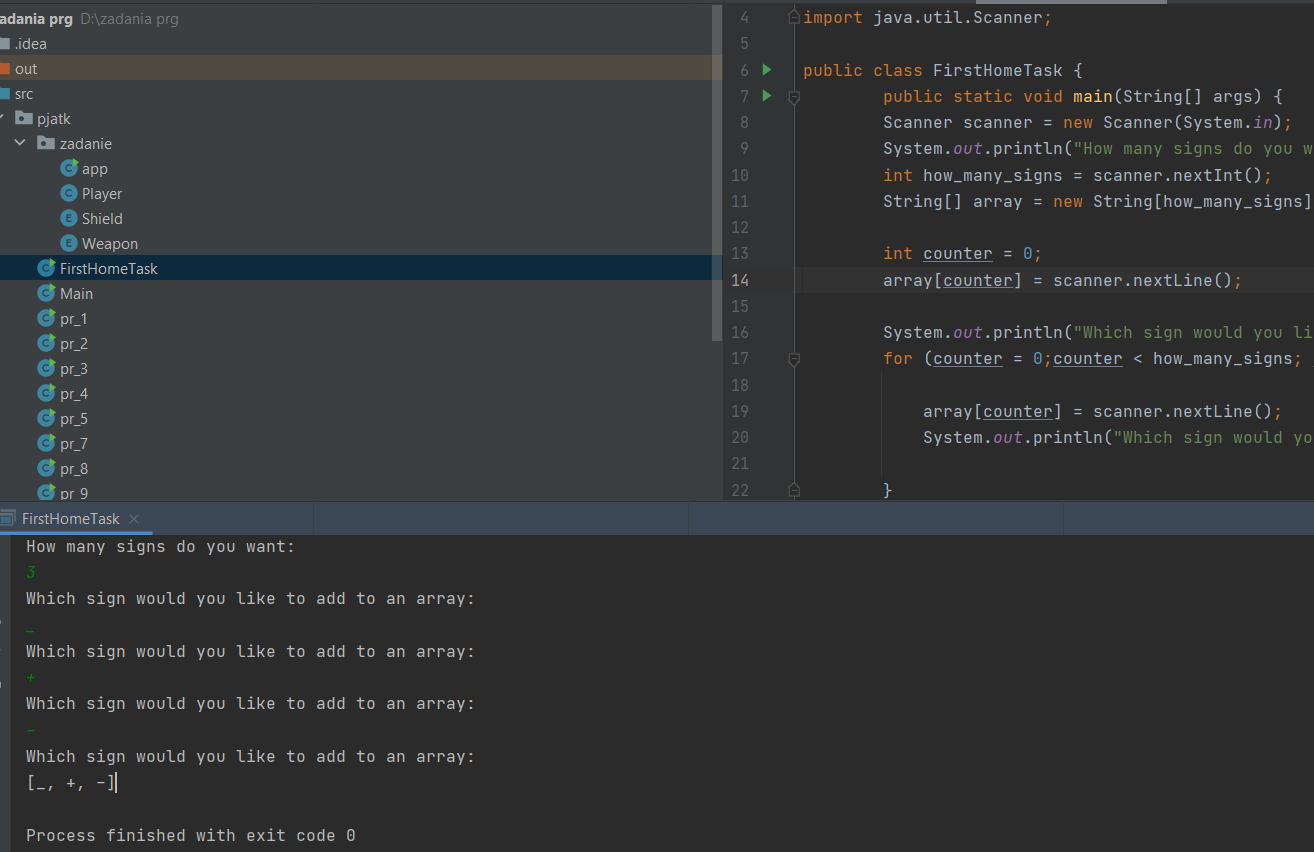 adania prg D:\zadania prg
.idea
out
src
pjatk
zadanie
app
Player
Shield
Weapon
FirstHomeTask
Main
pr_1
pr_2
pr_3
pr_4
pr_5
pr_7
pr_8
pr_9
4 import java.util.Scanner;
5
6 public class FirstHomeTask {
7 public static void main(String[] args) {
8 Scanner scanner = new Scanner(System.in);
9 System.out.println("How many signs do you w
10 int how_many_signs = scanner.nextInt();
11 String[] array = new String[how_many_signs]
12
13 int counter = 0;
14 array[counter] = scanner.nextLine();
15
16 System.out.println("Which sign would you li
17 for (counter = 0;counter < how_many_signs;
18
19 array[counter] = scanner.nextLine();
20 System.out.println("Which sign would yo
21
22 }
FirstHomeTask
How many signs do you want:
3
Which sign would you like to add to an array:
_
Which sign would you like to add to an array:
+
Which sign would you like to add to an array:
-
Which sign would you like to add to an array:
[_, +, -]
Process finished with exit code 0